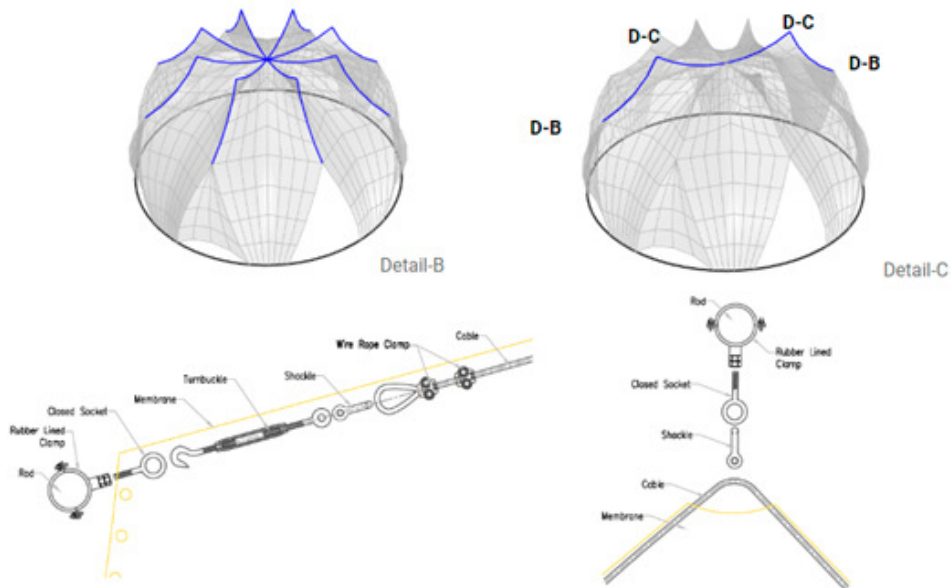 D-C
D-C
D-B
D-B
Detail-B
Detail-C
Cable
Wire Rope Clamp
Shockle
Turnbuckle
Membrane
Closed Socket
Rubber Lined
Clamp
Rod
Rod
Rubber Lined
Clamp
Closed Socket
Shackle
Cable
Membrane